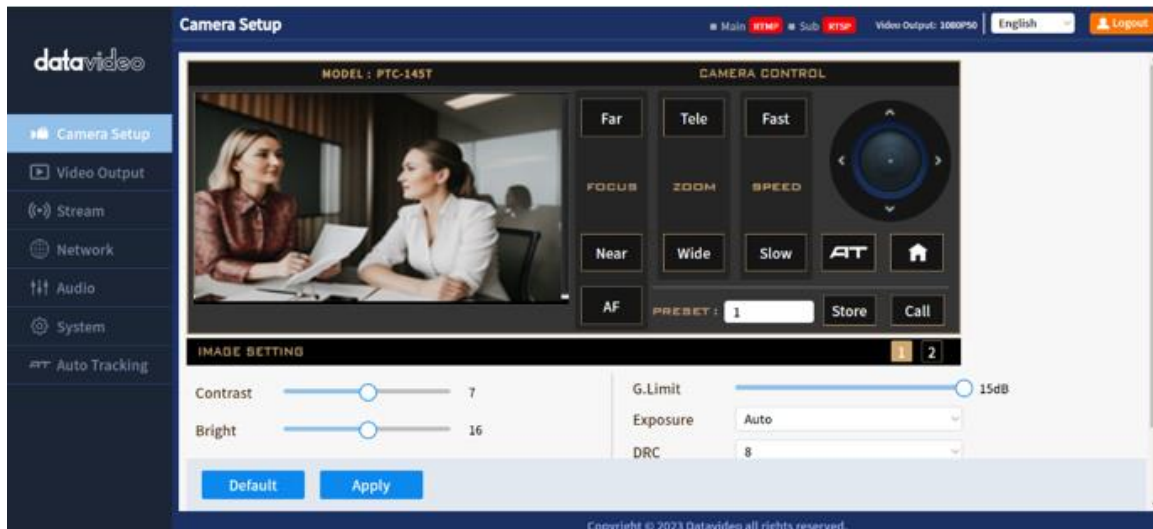 Camera Setup
Main RTMP Sub RTSP Video Output: 1080P50 English Logout
datavideo
Camera Setup
Video Output
Stream
Network
Audio
System
AT Auto Tracking
MODEL : PTC-145T CAMERA CONTROL
Far Tele Fast
FOCUS ZOOM SPEED
Near Wide Slow AT
AF PRESET : 1 Store Call
IMAGE SETTING 1 2
Contrast 7
Bright 16
G.Limit 15dB
Exposure Auto
DRC 8
Default Apply
Copyright © 2023 Datavideo all rights reserved.